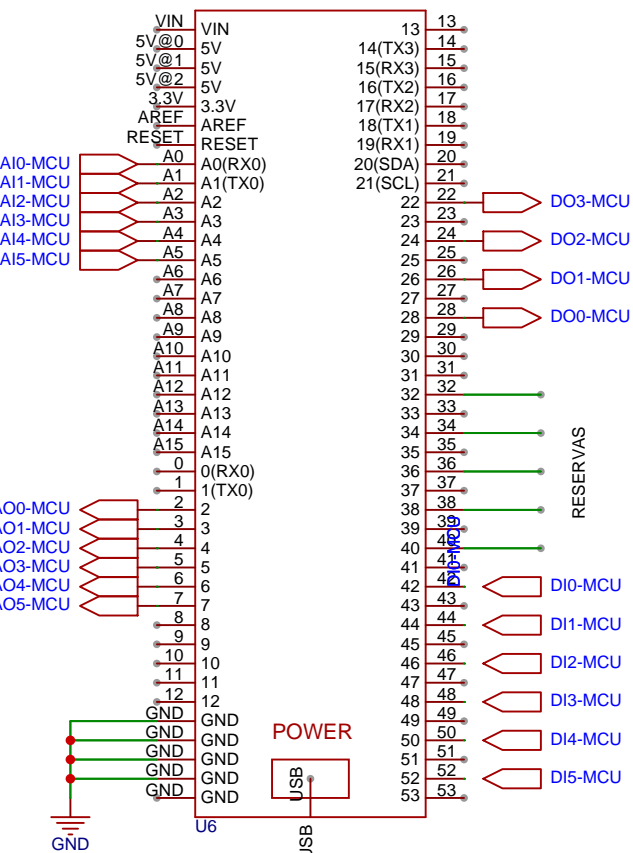 VIN VIN 13 13
5V@0 5V 14(TX3) 14
5V@1 5V 15(RX3) 15
5V@2 5V 16(TX2) 16
3.3V 3.3V 17(RX2) 17
AREF AREF 18(TX1) 18
RESET RESET 19(RX1) 19
AI0-MCU A0 A0(RX0) 20(SDA) 20
AI1-MCU A1 A1(TX0) 21(SCL) 21
AI2-MCU A2 A2 22 22 DO3-MCU
AI3-MCU A3 A3 23 23
AI4-MCU A4 A4 24 24 DO2-MCU
AI5-MCU A5 A5 25 25
A6 A6 26 26 DO1-MCU
A7 A7 27 27
A8 A8 28 28 DO0-MCU
A9 A9 29 29
A10 A10 30 30
A11 A11 31 31
A12 A12 32 32
A13 A13 33 33
A14 A14 34 34
A15 A15 35 35
RESERVAS
0 0(RX0) 36 36
1 1(TX0) 37 37
AO0-MCU 2 2 38 38
AO1-MCU 3 3 39 39
AO2-MCU 4 4 40 40
DI0-MCU
AO3-MCU 5 5 41 41
AO4-MCU 6 6 42 42 DI0-MCU
AO5-MCU 7 7 43 43
8 8 44 44 DI1-MCU
9 9 45 45
10 10 46 46 DI2-MCU
11 11 47 47
12 12 48 48 DI3-MCU
GND GND 49 49
POWER
GND GND 50 50 DI4-MCU
GND GND 51 51
GND GND USB 52 52 DI5-MCU
GND GND 53 53
U6
USB
GND